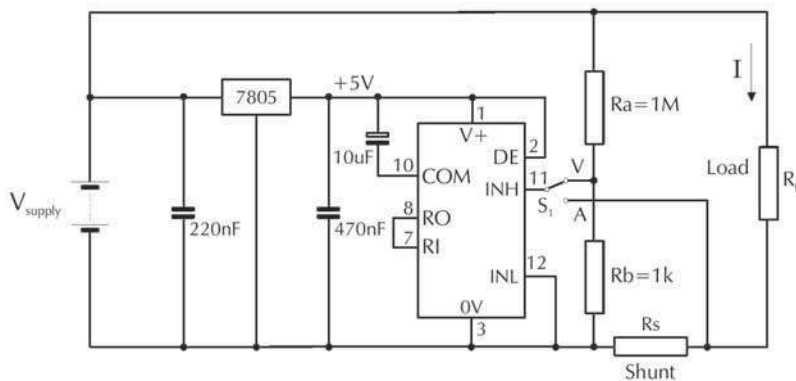 7805
+5V
I
1
V+
Ra=1M
10uF
10
COM
DE
2
INH
11
V
Load
R
S1
A
Vsupply
220nF
8
RO
7
RI
470nF
INL
12
Rb=1k
0V
3
Rs
Shunt